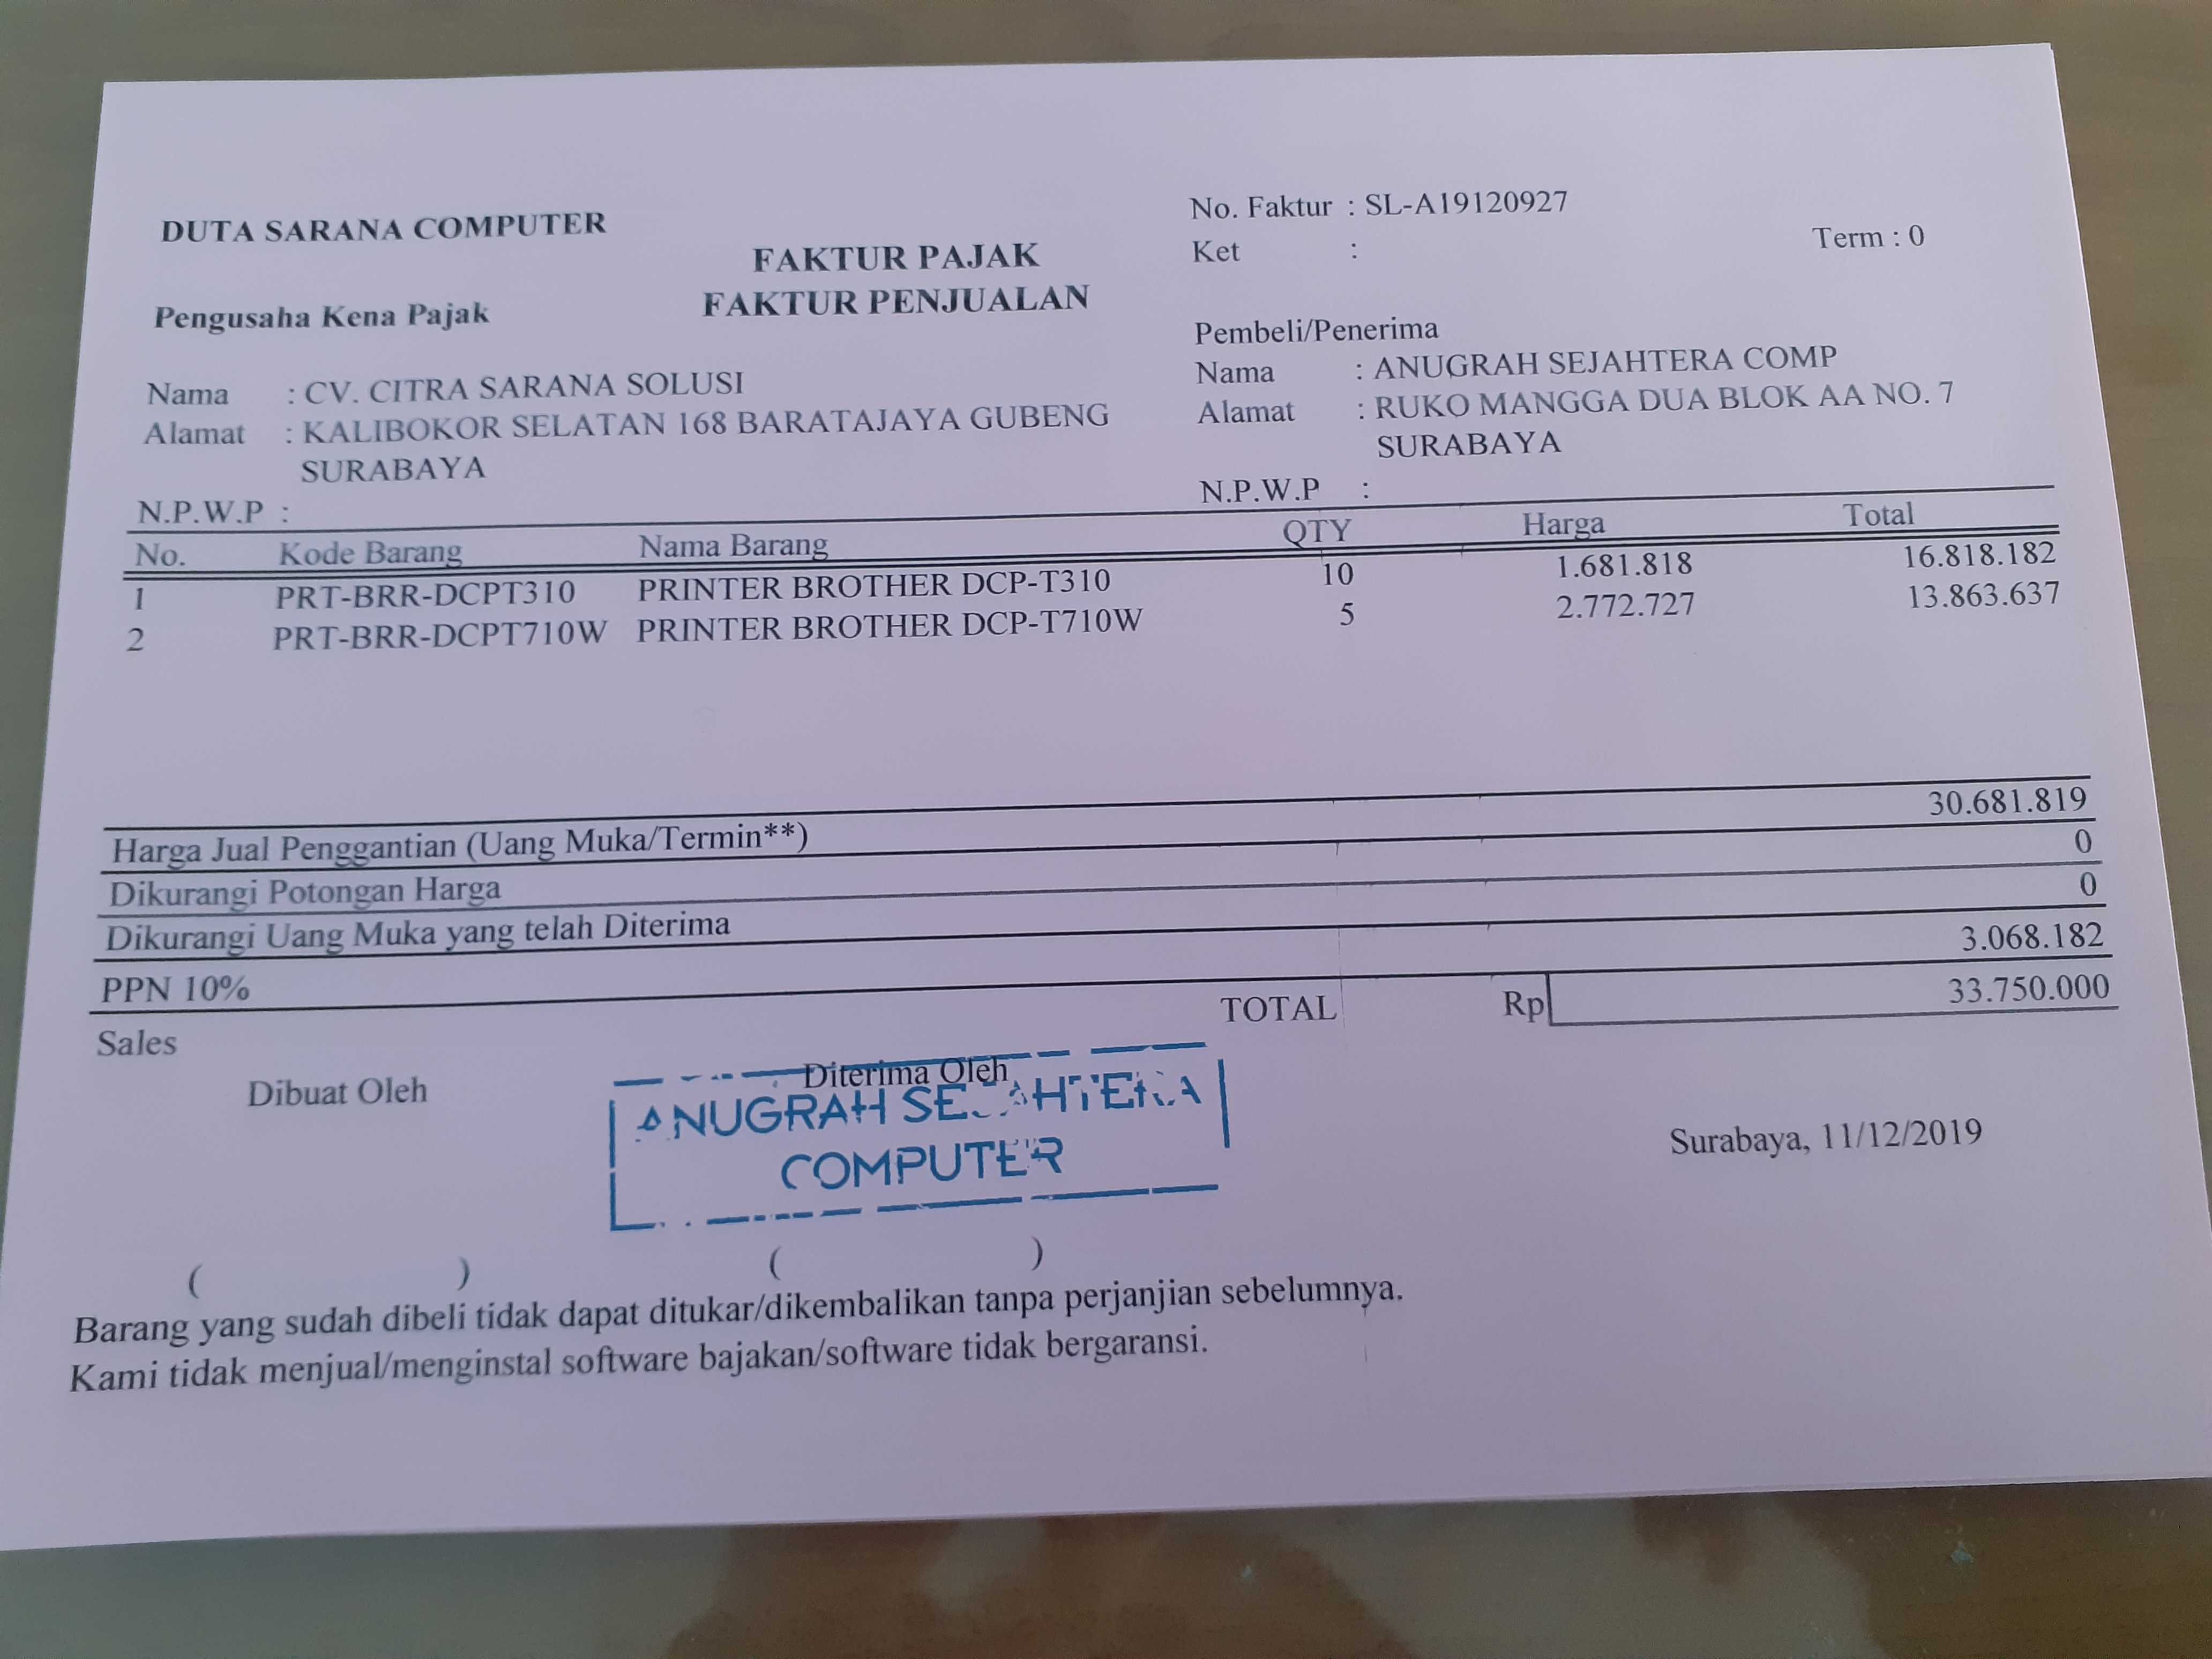 DUTA SARANA COMPUTER
FAKTUR PAJAK
FAKTUR PENJUALAN
No. Faktur : SL-A19120927
Ket :
Term : 0
Pengusaha Kena Pajak
Nama : CV. CITRA SARANA SOLUSI
Alamat : KALIBOKOR SELATAN 168 BARATAJAYA GUBENG
SURABAYA
N.P.W.P :
Pembeli/Penerima
Nama : ANUGRAH SEJAHTERA COMP
Alamat : RUKO MANGGA DUA BLOK AA NO. 7
SURABAYA
N.P.W.P :
No. Kode Barang Nama Barang QTY Harga Total
1 PRT-BRR-DCPT310 PRINTER BROTHER DCP-T310 10 1.681.818 16.818.182
2 PRT-BRR-DCPT710W PRINTER BROTHER DCP-T710W 5 2.772.727 13.863.637
Harga Jual Penggantian (Uang Muka/Termin**) 30.681.819
Dikurangi Potongan Harga 0
Dikurangi Uang Muka yang telah Diterima 0
PPN 10% 3.068.182
TOTAL Rp 33.750.000
Sales
Dibuat Oleh
Diterima Oleh
ANUGRAH SEJAHTERA
COMPUTER
Surabaya, 11/12/2019
( ) ( )
Barang yang sudah dibeli tidak dapat ditukar/dikembalikan tanpa perjanjian sebelumnya.
Kami tidak menjual/menginstal software bajakan/software tidak bergaransi.